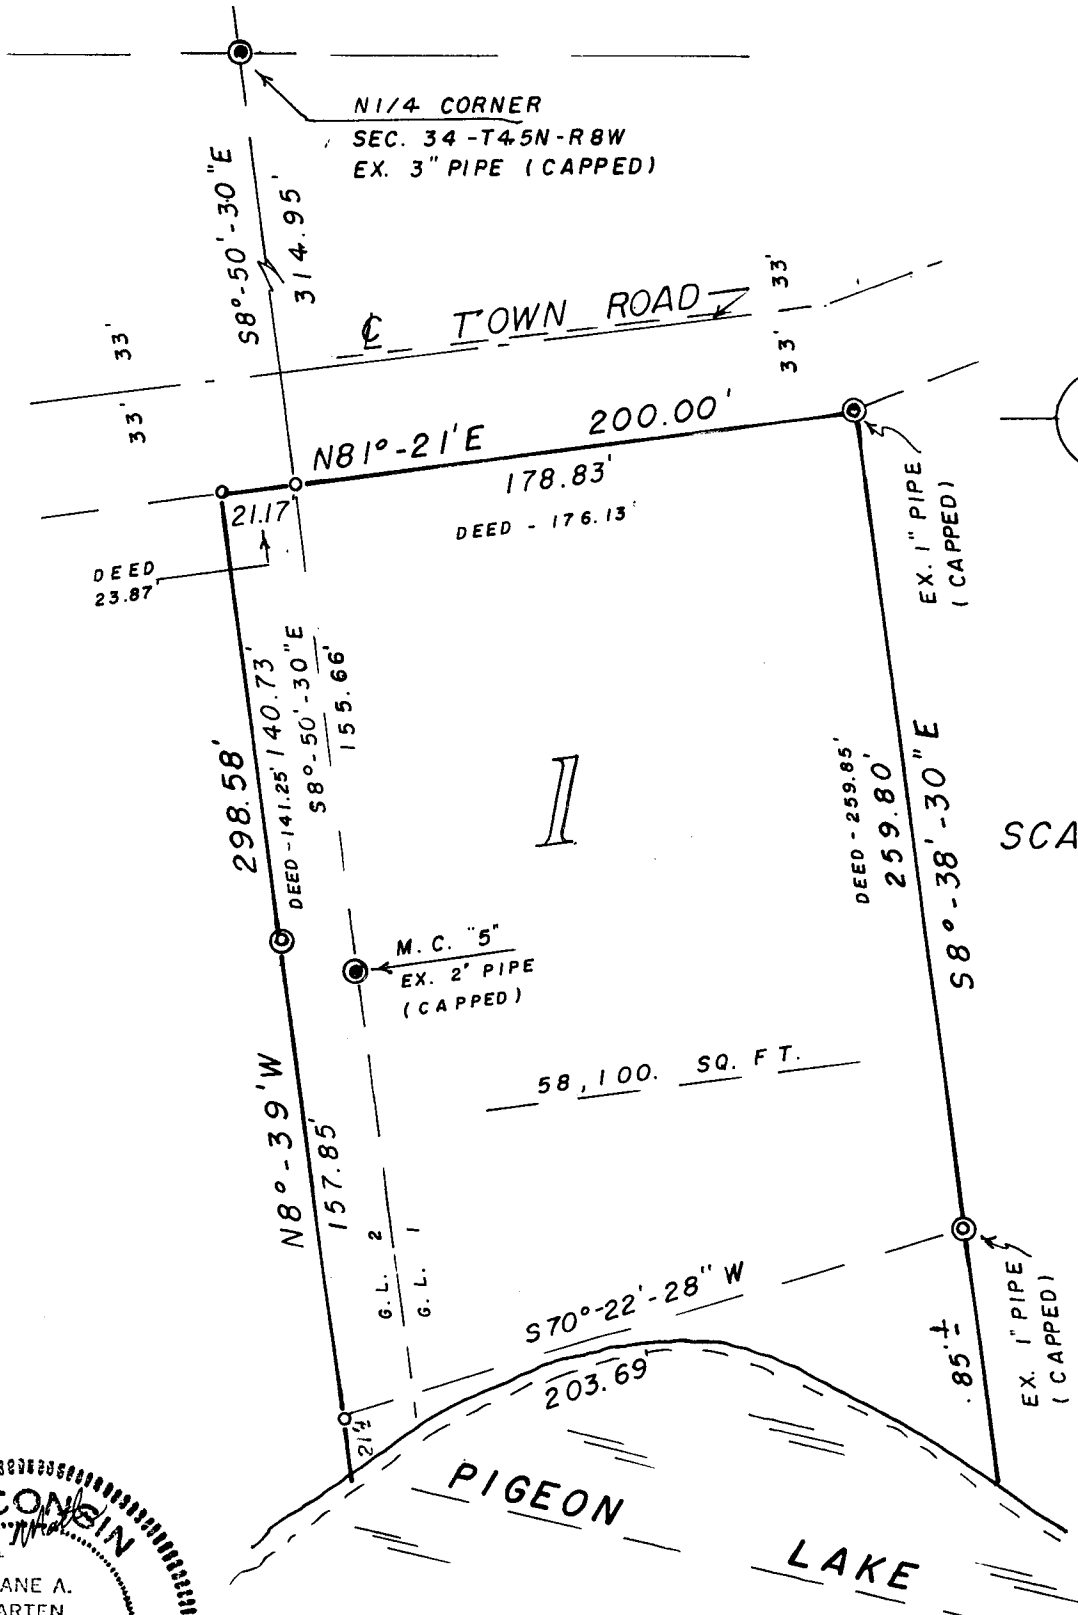 N 1/4 CORNER
SEC. 34 - T45N - R8W
EX. 3" PIPE (CAPPED)
S8°-50'-30"E
314.95'
33'
33'
℄ TOWN ROAD
33'
33'
N81°-21'E
200.00'
178.83'
DEED - 176.13'
21.17'
DEED
23.87'
EX. 1" PIPE
(CAPPED)
298.58'
140.73'
DEED - 141.25'
S8°-50'-30"E
155.66'
1
DEED - 259.85'
259.80'
S8°-38'-30"E
SCA
M.C. "5"
EX. 2" PIPE
(CAPPED)
58,100. SQ. FT.
N8°-39'W
157.85'
G.L. 2
G.L. 1
S70°-22'-28"W
203.69'
85'±
EX. 1" PIPE
(CAPPED)
21'±
PIGEON LAKE
CONSIN
ANE A.
ARTEN